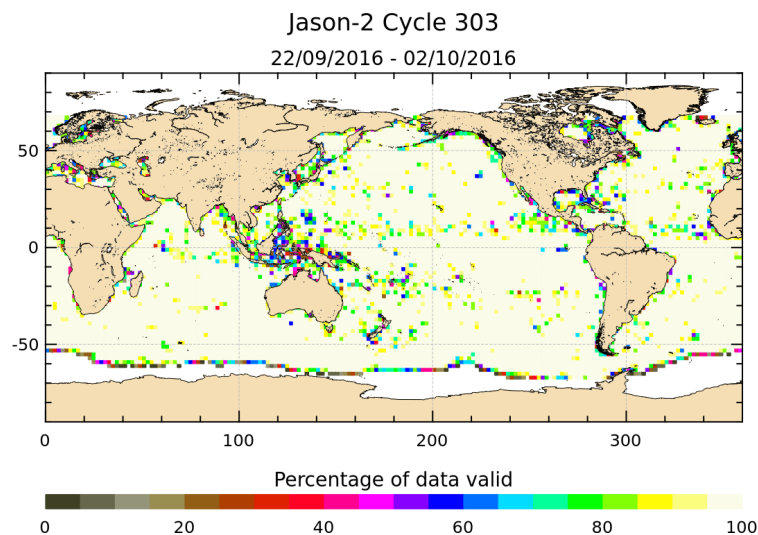 Jason-2 Cycle 303
22/09/2016 - 02/10/2016
50
0
-50
0 100 200 300
Percentage of data valid
0 20 40 60 80 100